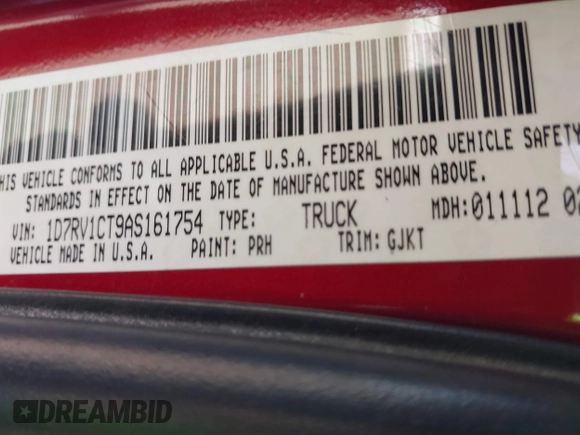 HIS VEHICLE CONFORMS TO ALL APPLICABLE U.S.A. FEDERAL MOTOR VEHICLE SAFETY
STANDARDS IN EFFECT ON THE DATE OF MANUFACTURE SHOWN ABOVE.
VIN: 1D7RV1CT9AS161754 TYPE: TRUCK MDH:011112 02
VEHICLE MADE IN U.S.A. PAINT: PRH TRIM: GJKT
DREAMBID